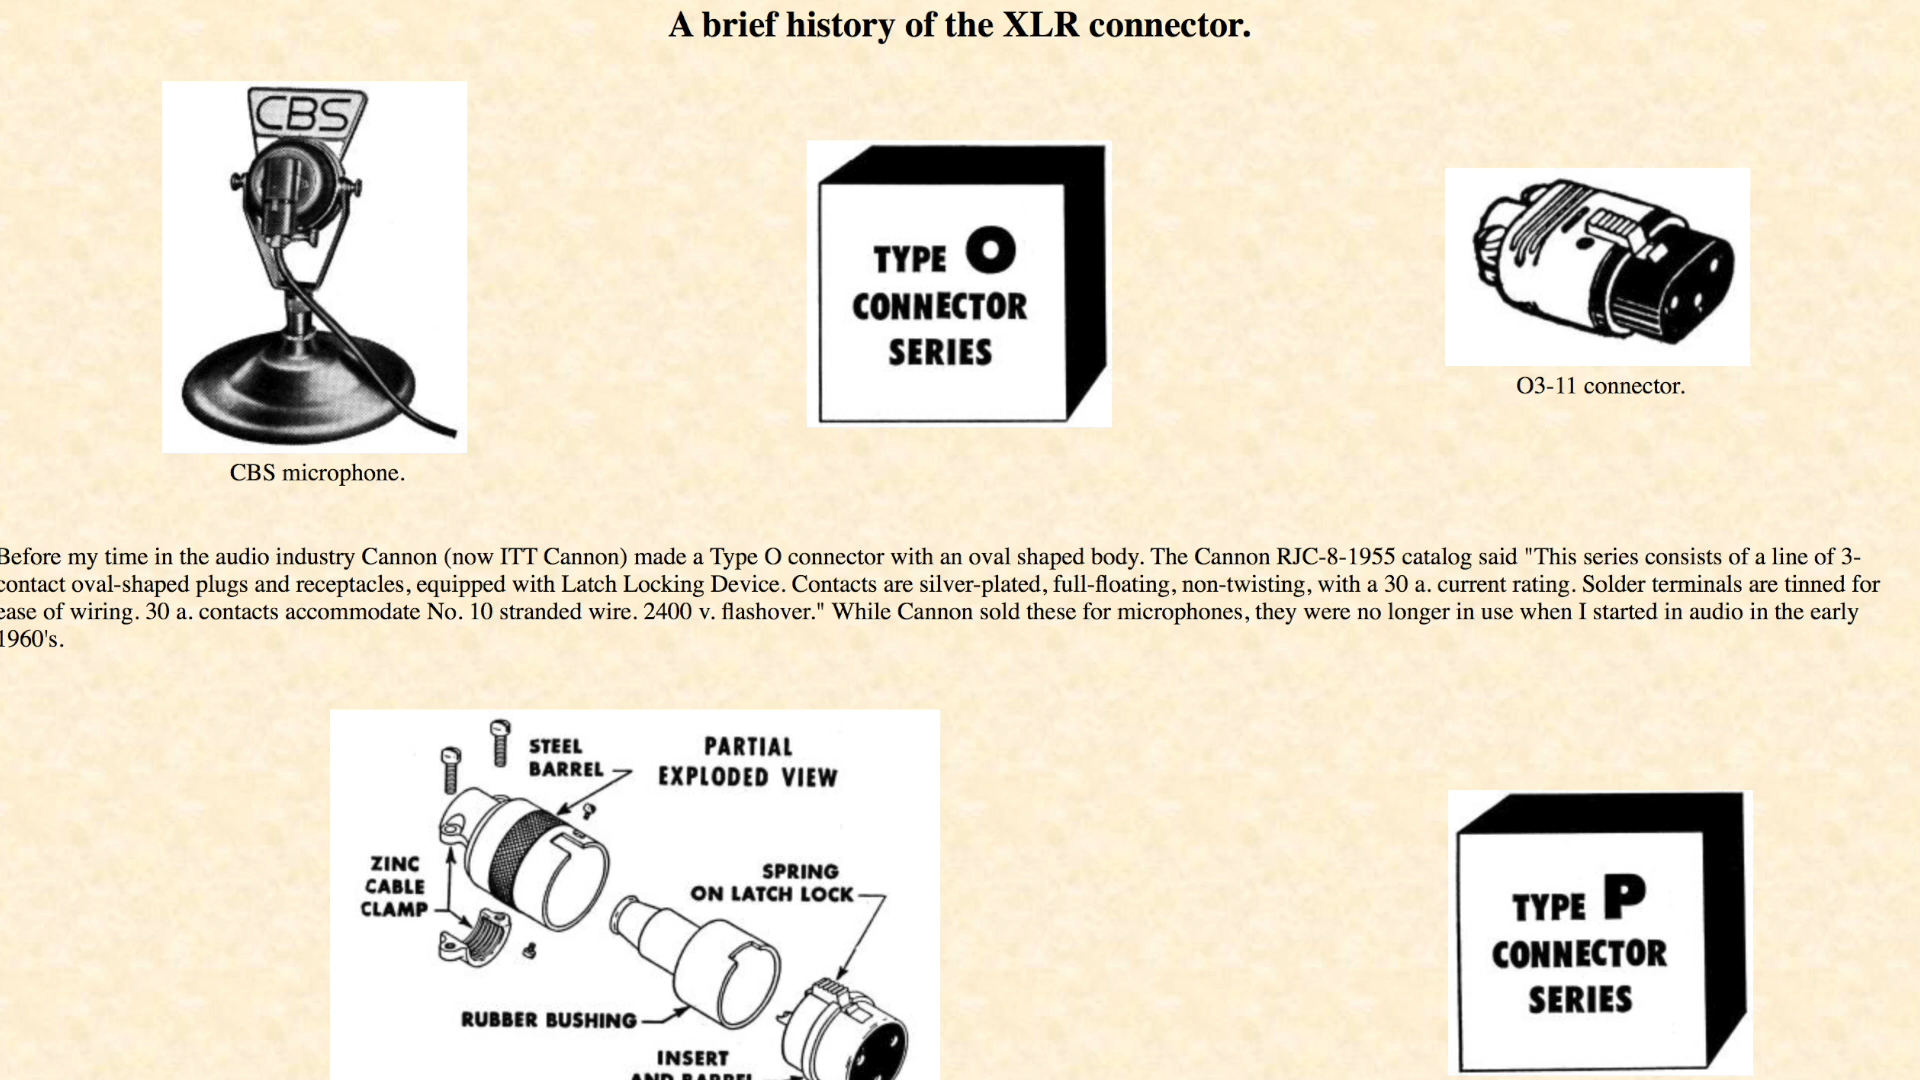 A brief history of the XLR connector.
CBS
TYPE O
CONNECTOR
SERIES
O3-11 connector.
CBS microphone.
Before my time in the audio industry Cannon (now ITT Cannon) made a Type O connector with an oval shaped body. The Cannon RJC-8-1955 catalog said "This series consists of a line of 3-
contact oval-shaped plugs and receptacles, equipped with Latch Locking Device. Contacts are silver-plated, full-floating, non-twisting, with a 30 a. current rating. Solder terminals are tinned for
ease of wiring. 30 a. contacts accommodate No. 10 stranded wire. 2400 v. flashover." While Cannon sold these for microphones, they were no longer in use when I started in audio in the early
1960's.
PARTIAL
EXPLODED VIEW
STEEL
BARREL
ZINC
CABLE
CLAMP
SPRING
ON LATCH LOCK
RUBBER BUSHING
INSERT
AND BARREL
TYPE P
CONNECTOR
SERIES